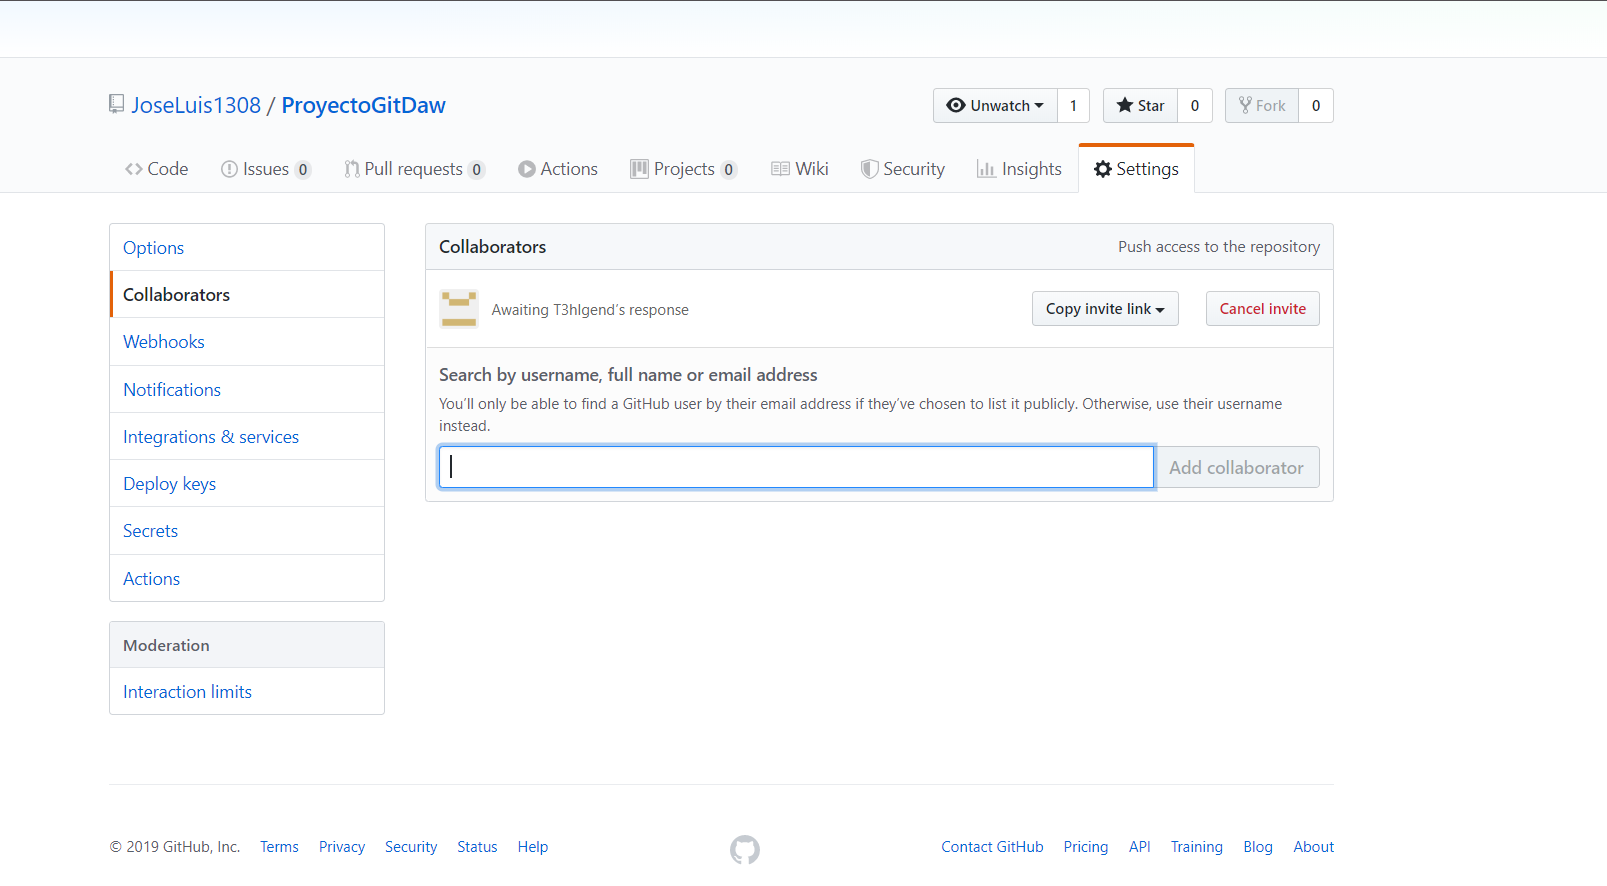 JoseLuis1308 / ProyectoGitDaw
Unwatch 1 Star 0 Fork 0
Code Issues 0 Pull requests 0 Actions Projects 0 Wiki Security Insights Settings
Options
Collaborators
Webhooks
Notifications
Integrations & services
Deploy keys
Secrets
Actions
Moderation
Interaction limits
Collaborators Push access to the repository
Awaiting T3hlgend’s response Copy invite link Cancel invite
Search by username, full name or email address
You’ll only be able to find a GitHub user by their email address if they’ve chosen to list it publicly. Otherwise, use their username
instead.
Add collaborator
© 2019 GitHub, Inc. Terms Privacy Security Status Help Contact GitHub Pricing API Training Blog About